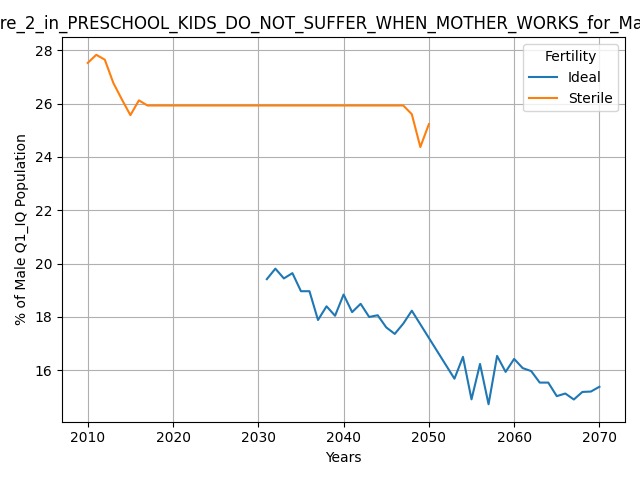 re_2_in_PRESCHOOL_KIDS_DO_NOT_SUFFER_WHEN_MOTHER_WORKS_for_Ma
28
26
24
22
20
18
16
% of Male Q1_IQ Population
Fertility
Ideal
Sterile
2010 2020 2030 2040 2050 2060 2070
Years